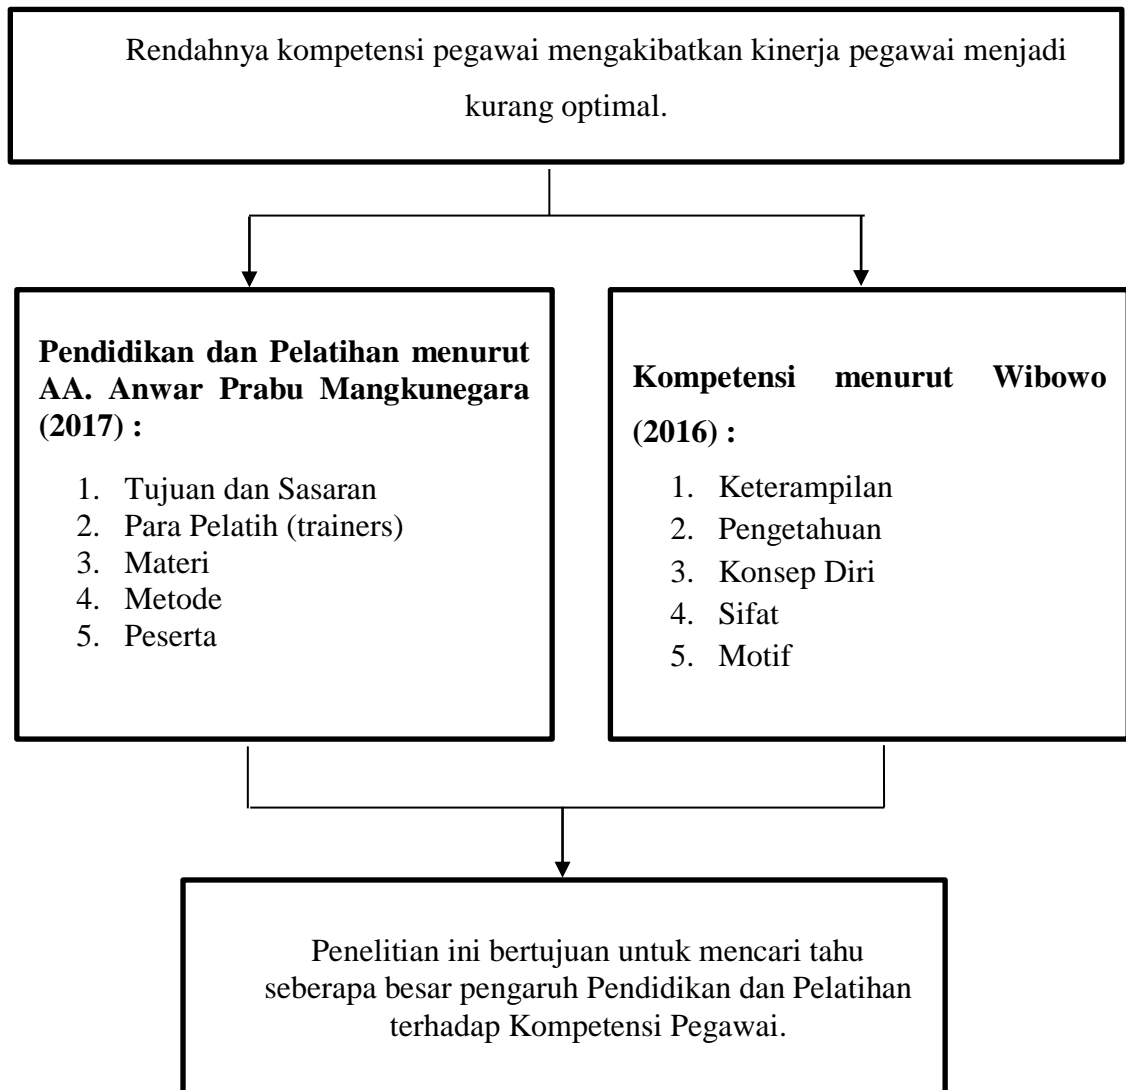 Rendahnya kompetensi pegawai mengakibatkan kinerja pegawai menjadi
kurang optimal.
Pendidikan dan Pelatihan menurut
AA. Anwar Prabu Mangkunegara
(2017) :
1. Tujuan dan Sasaran
2. Para Pelatih (trainers)
3. Materi
4. Metode
5. Peserta
Kompetensi menurut Wibowo
(2016) :
1. Keterampilan
2. Pengetahuan
3. Konsep Diri
4. Sifat
5. Motif
Penelitian ini bertujuan untuk mencari tahu
seberapa besar pengaruh Pendidikan dan Pelatihan
terhadap Kompetensi Pegawai.